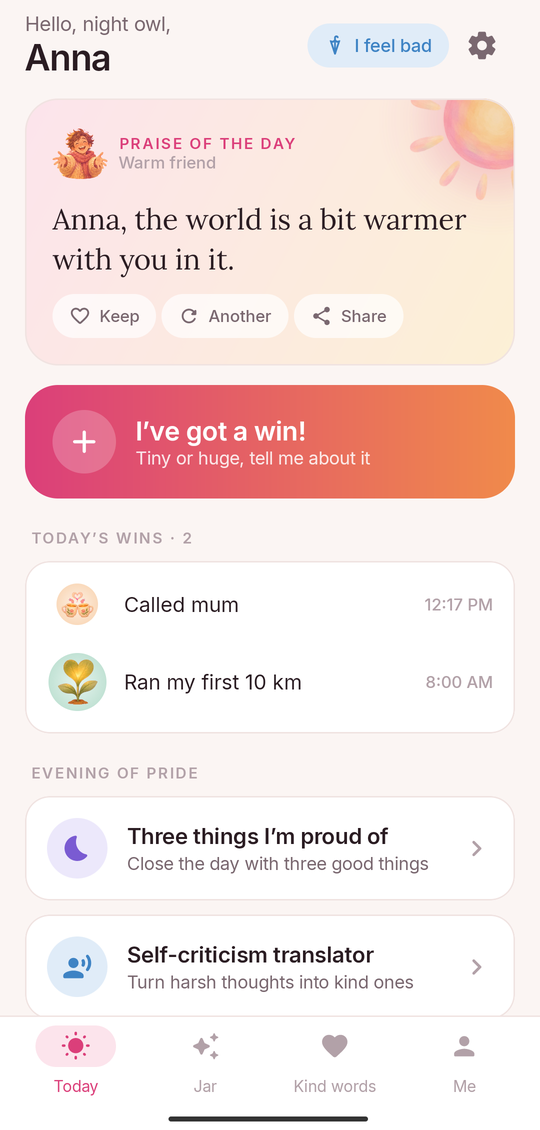 Hello, night owl,
Anna
I feel bad
PRAISE OF THE DAY
Warm friend
Anna, the world is a bit warmer
with you in it.
Keep
Another
Share
I’ve got a win!
Tiny or huge, tell me about it
TODAY’S WINS · 2
Called mum
12:17 PM
Ran my first 10 km
8:00 AM
EVENING OF PRIDE
Three things I’m proud of
Close the day with three good things
Self-criticism translator
Turn harsh thoughts into kind ones
Today
Jar
Kind words
Me